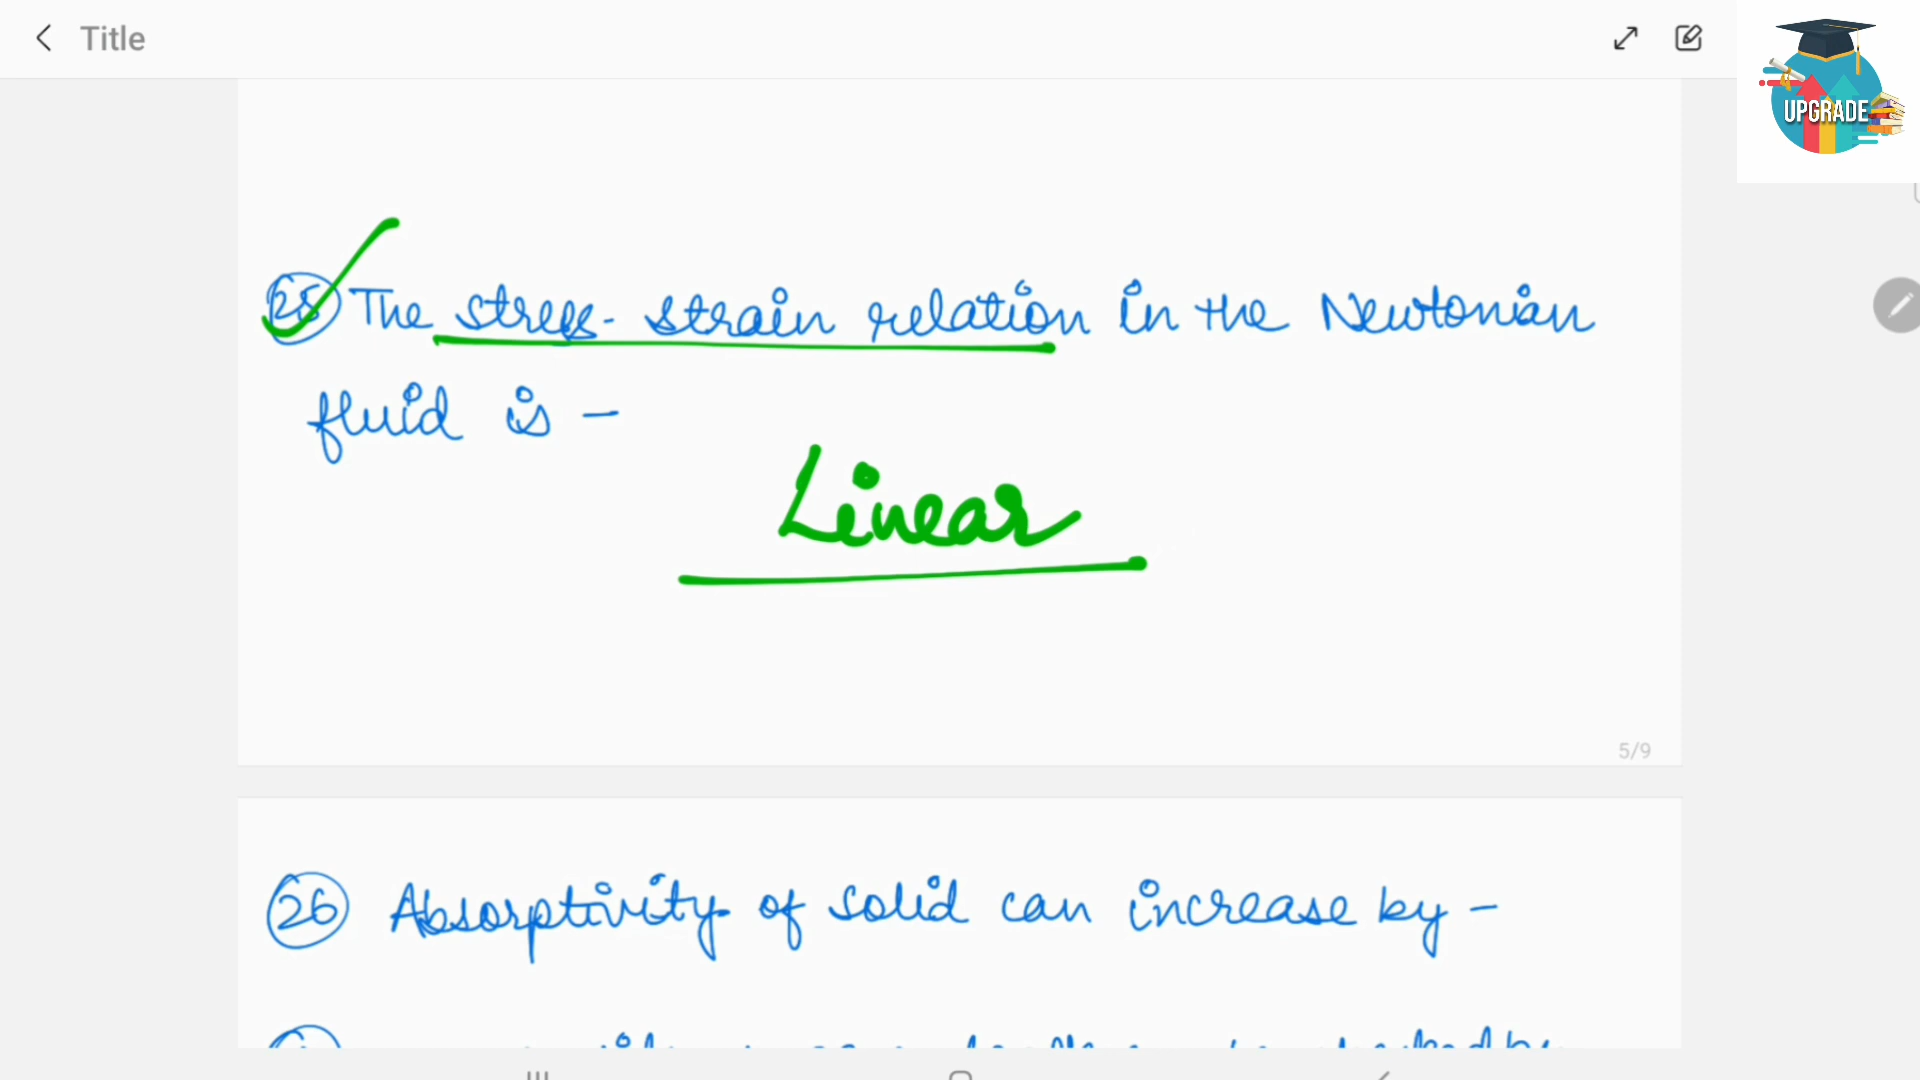 Title
UPGRADE
25 The stress-strain relation in the Newtonian
fluid is -
Linear
5/9
26 Absorptivity of solid can increase by -